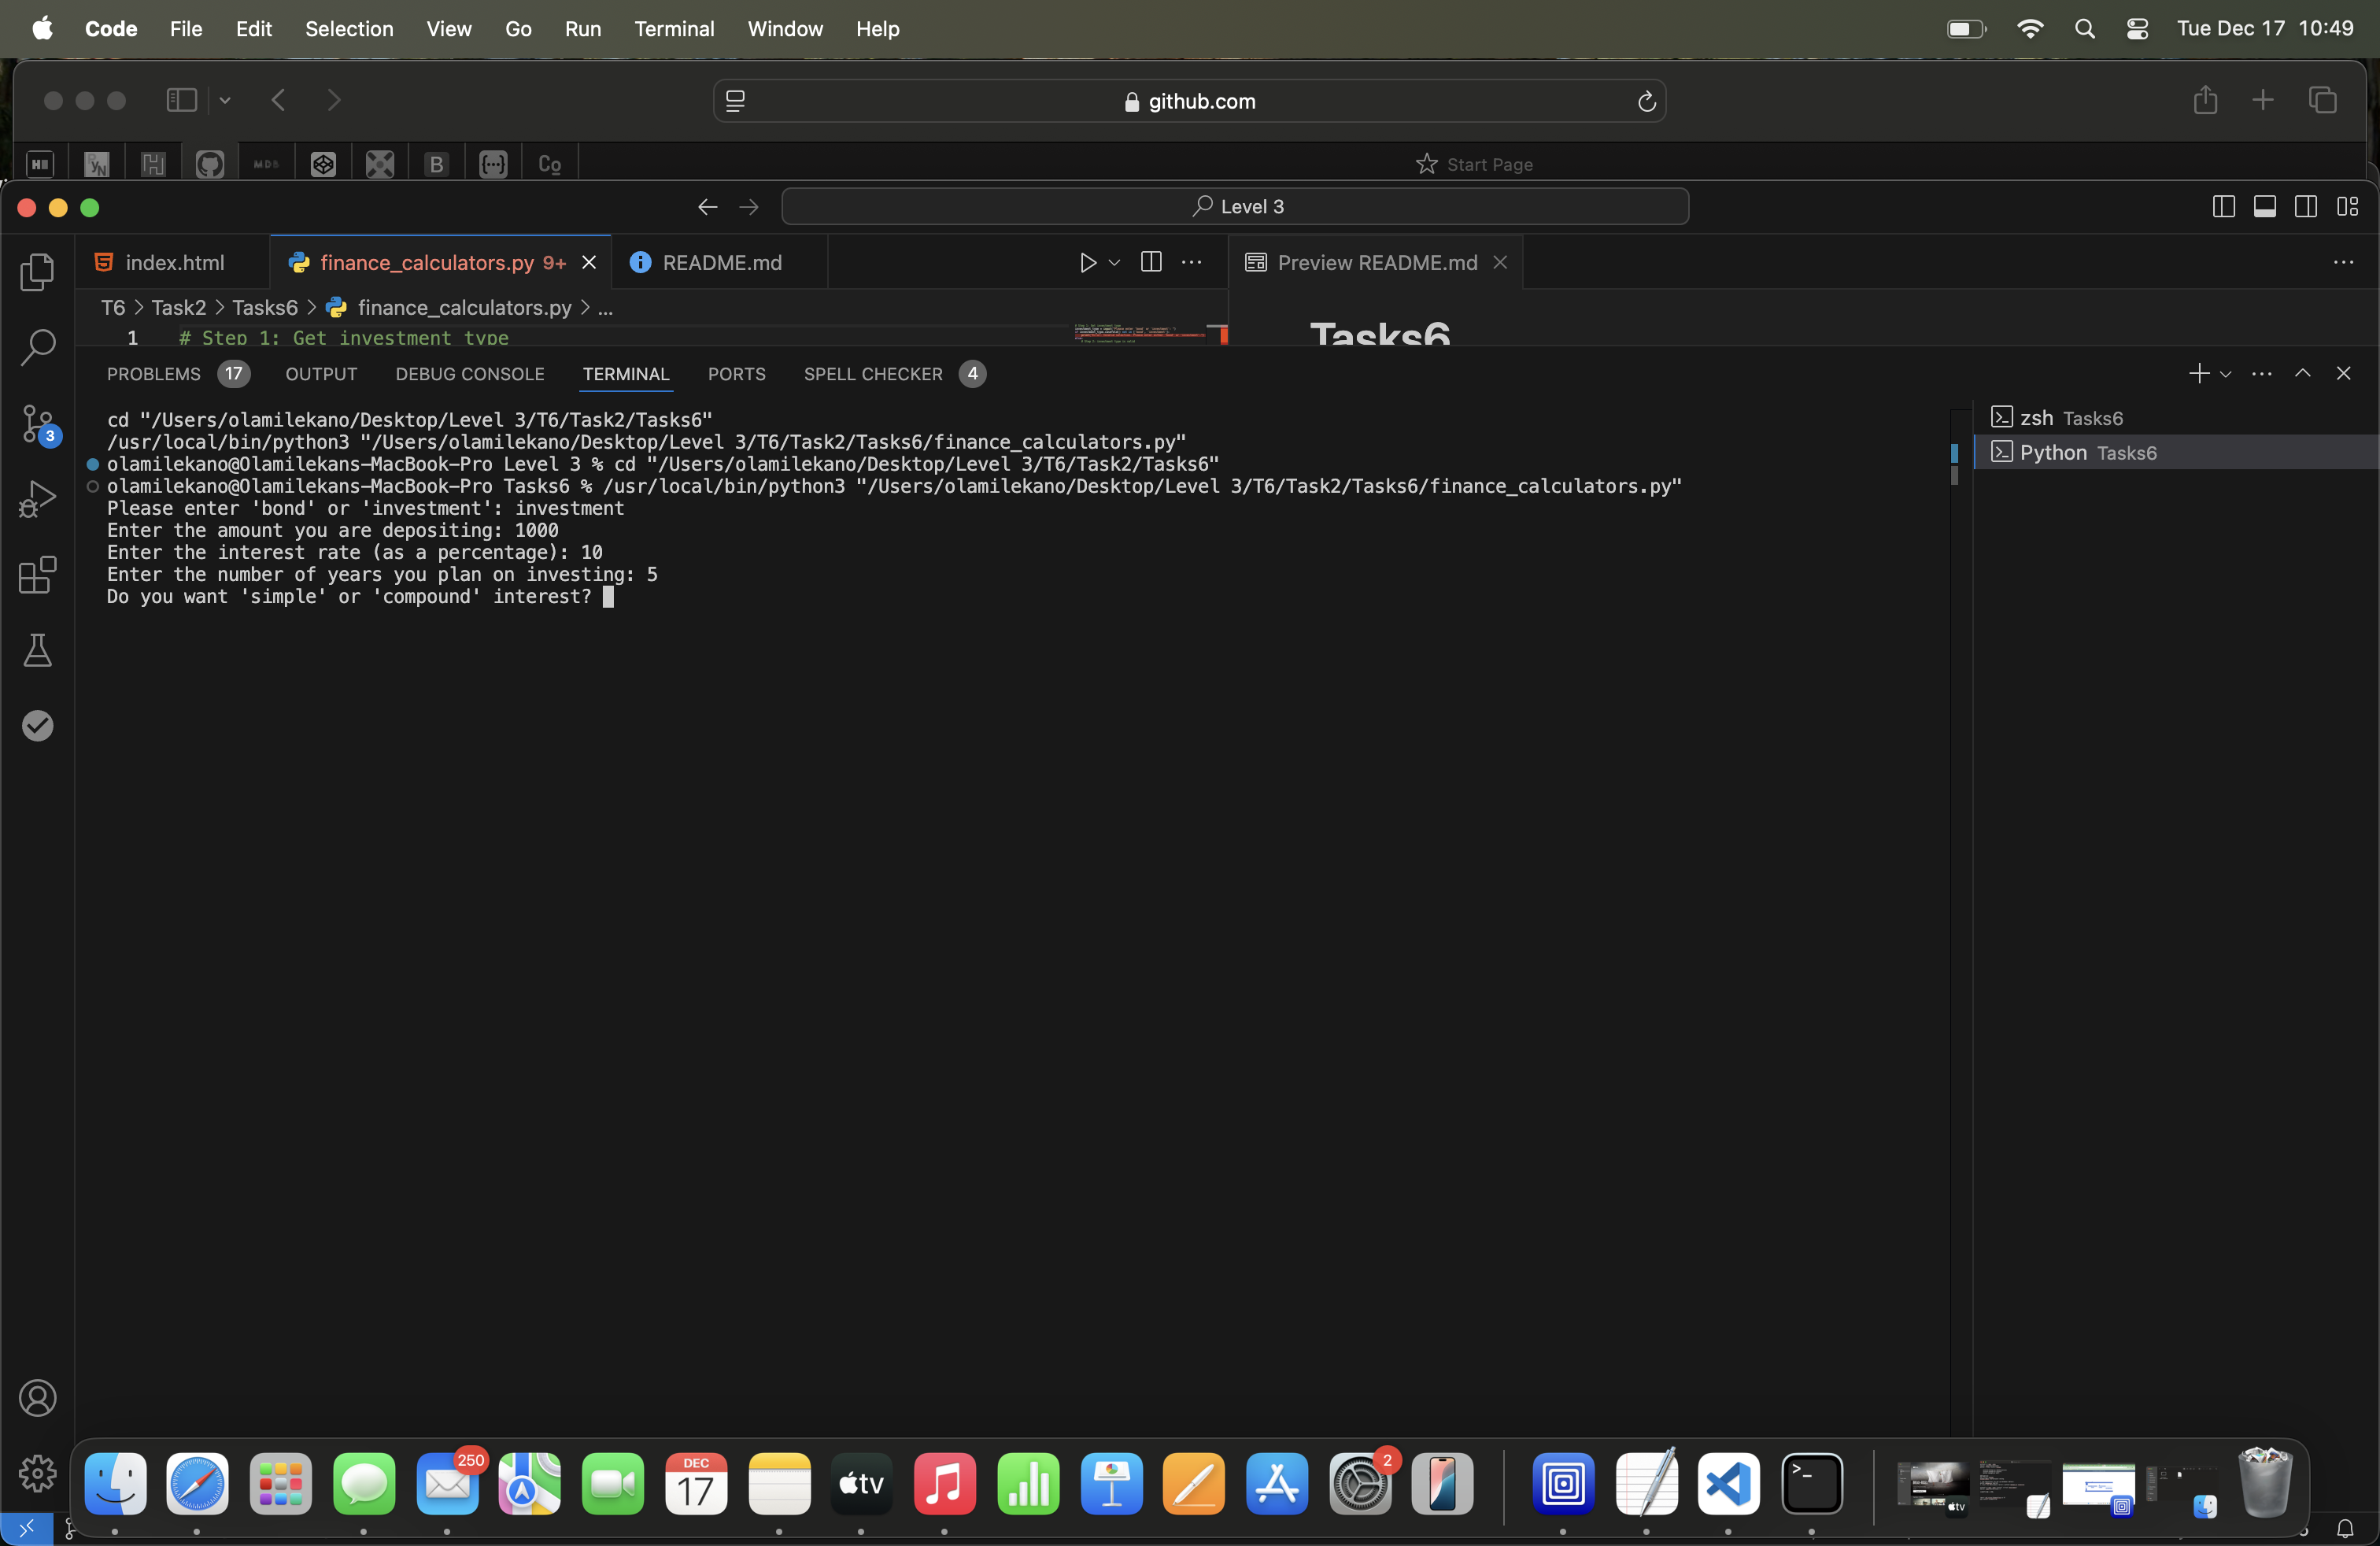 Code File Edit Selection View Go Run Terminal Window Help Tue Dec 17 10:49
github.com
MDB B Co Start Page
Level 3
index.html finance_calculators.py 9+ README.md Preview README.md
T6 > Task2 > Tasks6 > finance_calculators.py > ...
1 # Step 1: Get investment type
Tasks6
PROBLEMS 17 OUTPUT DEBUG CONSOLE TERMINAL PORTS SPELL CHECKER 4
cd "/Users/olamilekano/Desktop/Level 3/T6/Task2/Tasks6"
/usr/local/bin/python3 "/Users/olamilekano/Desktop/Level 3/T6/Task2/Tasks6/finance_calculators.py"
olamilekano@Olamilekans-MacBook-Pro Level 3 % cd "/Users/olamilekano/Desktop/Level 3/T6/Task2/Tasks6"
olamilekano@Olamilekans-MacBook-Pro Tasks6 % /usr/local/bin/python3 "/Users/olamilekano/Desktop/Level 3/T6/Task2/Tasks6/finance_calculators.py"
Please enter 'bond' or 'investment': investment
Enter the amount you are depositing: 1000
Enter the interest rate (as a percentage): 10
Enter the number of years you plan on investing: 5
Do you want 'simple' or 'compound' interest?
zsh Tasks6
Python Tasks6
3
250
DEC
17
tv
2